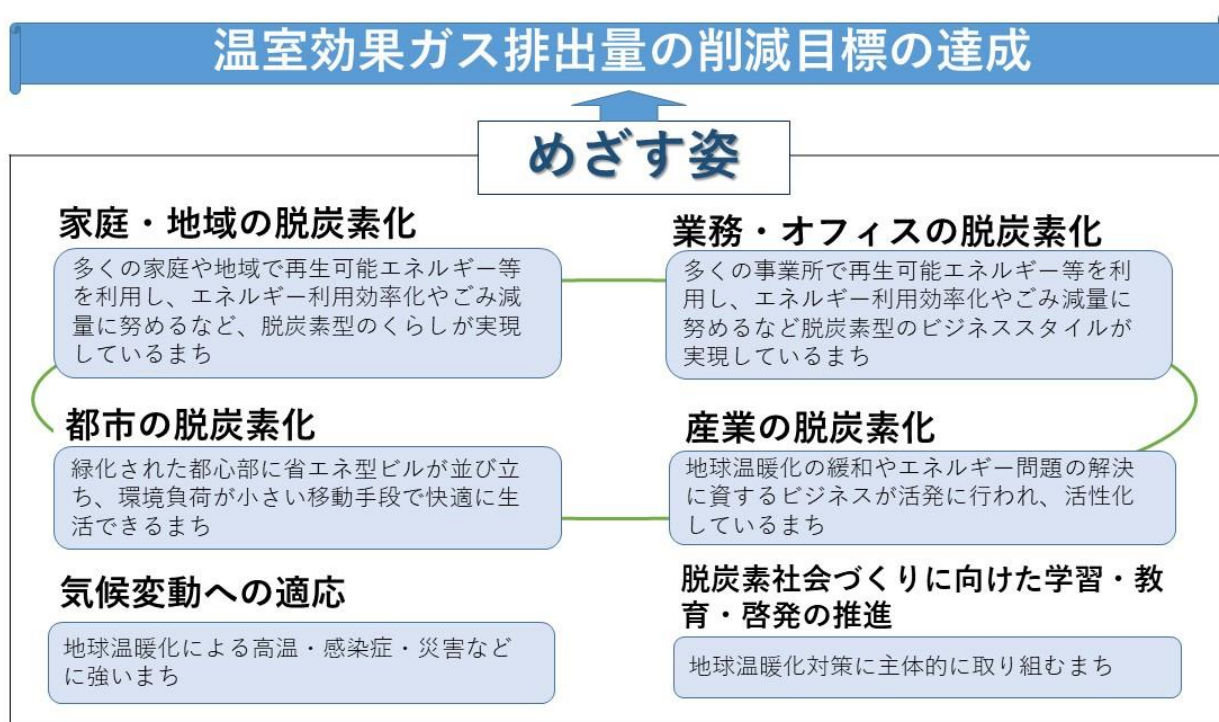 温室効果ガス排出量の削減目標の達成
めざす姿
家庭・地域の脱炭素化
多くの家庭や地域で再生可能エネルギー等
を利用し、エネルギー利用効率化やごみ減
量に努めるなど、脱炭素型のくらしが実現
しているまち
業務・オフィスの脱炭素化
多くの事業所で再生可能エネルギー等を利
用し、エネルギー利用効率化やごみ減量に
努めるなど脱炭素型のビジネススタイルが
実現しているまち
都市の脱炭素化
緑化された都心部に省エネ型ビルが並び立
ち、環境負荷が小さい移動手段で快適に生
活できるまち
産業の脱炭素化
地球温暖化の緩和やエネルギー問題の解決
に資するビジネスが活発に行われ、活性化
しているまち
気候変動への適応
地球温暖化による高温・感染症・災害など
に強いまち
脱炭素社会づくりに向けた学習・教
育・啓発の推進
地球温暖化対策に主体的に取り組むまち